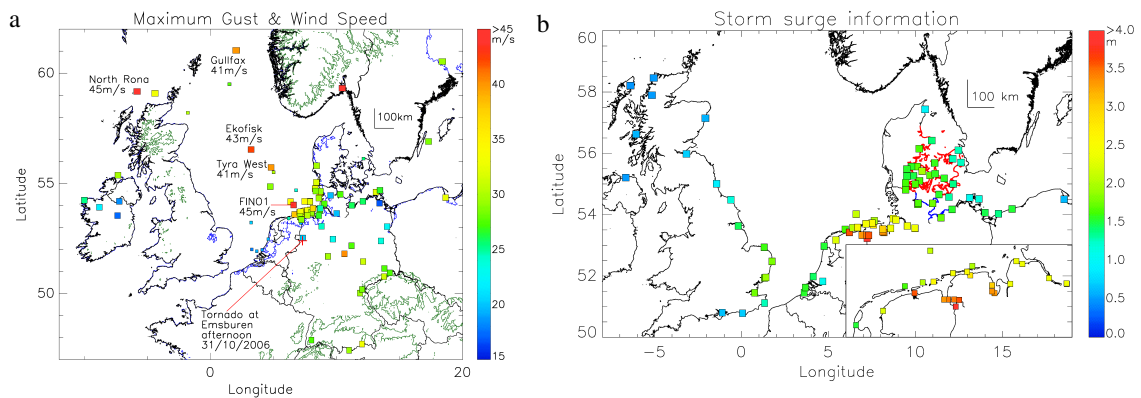 a
Maximum Gust & Wind Speed
>45
m/s
40
35
30
25
20
15
60
55
50
Latitude
0
20
Longitude
Gullfax
41m/s
North Rona
45m/s
Ekofisk
43m/s
Tyra West
41m/s
FINO1
45m/s
100km
Tornado at
Emsburen
afternoon
31/10/2006
b
Storm surge information
>4.0
m
3.5
3.0
2.5
2.0
1.5
1.0
0.5
0.0
60
58
56
54
52
50
Latitude
−5
0
5
10
15
Longitude
100 km